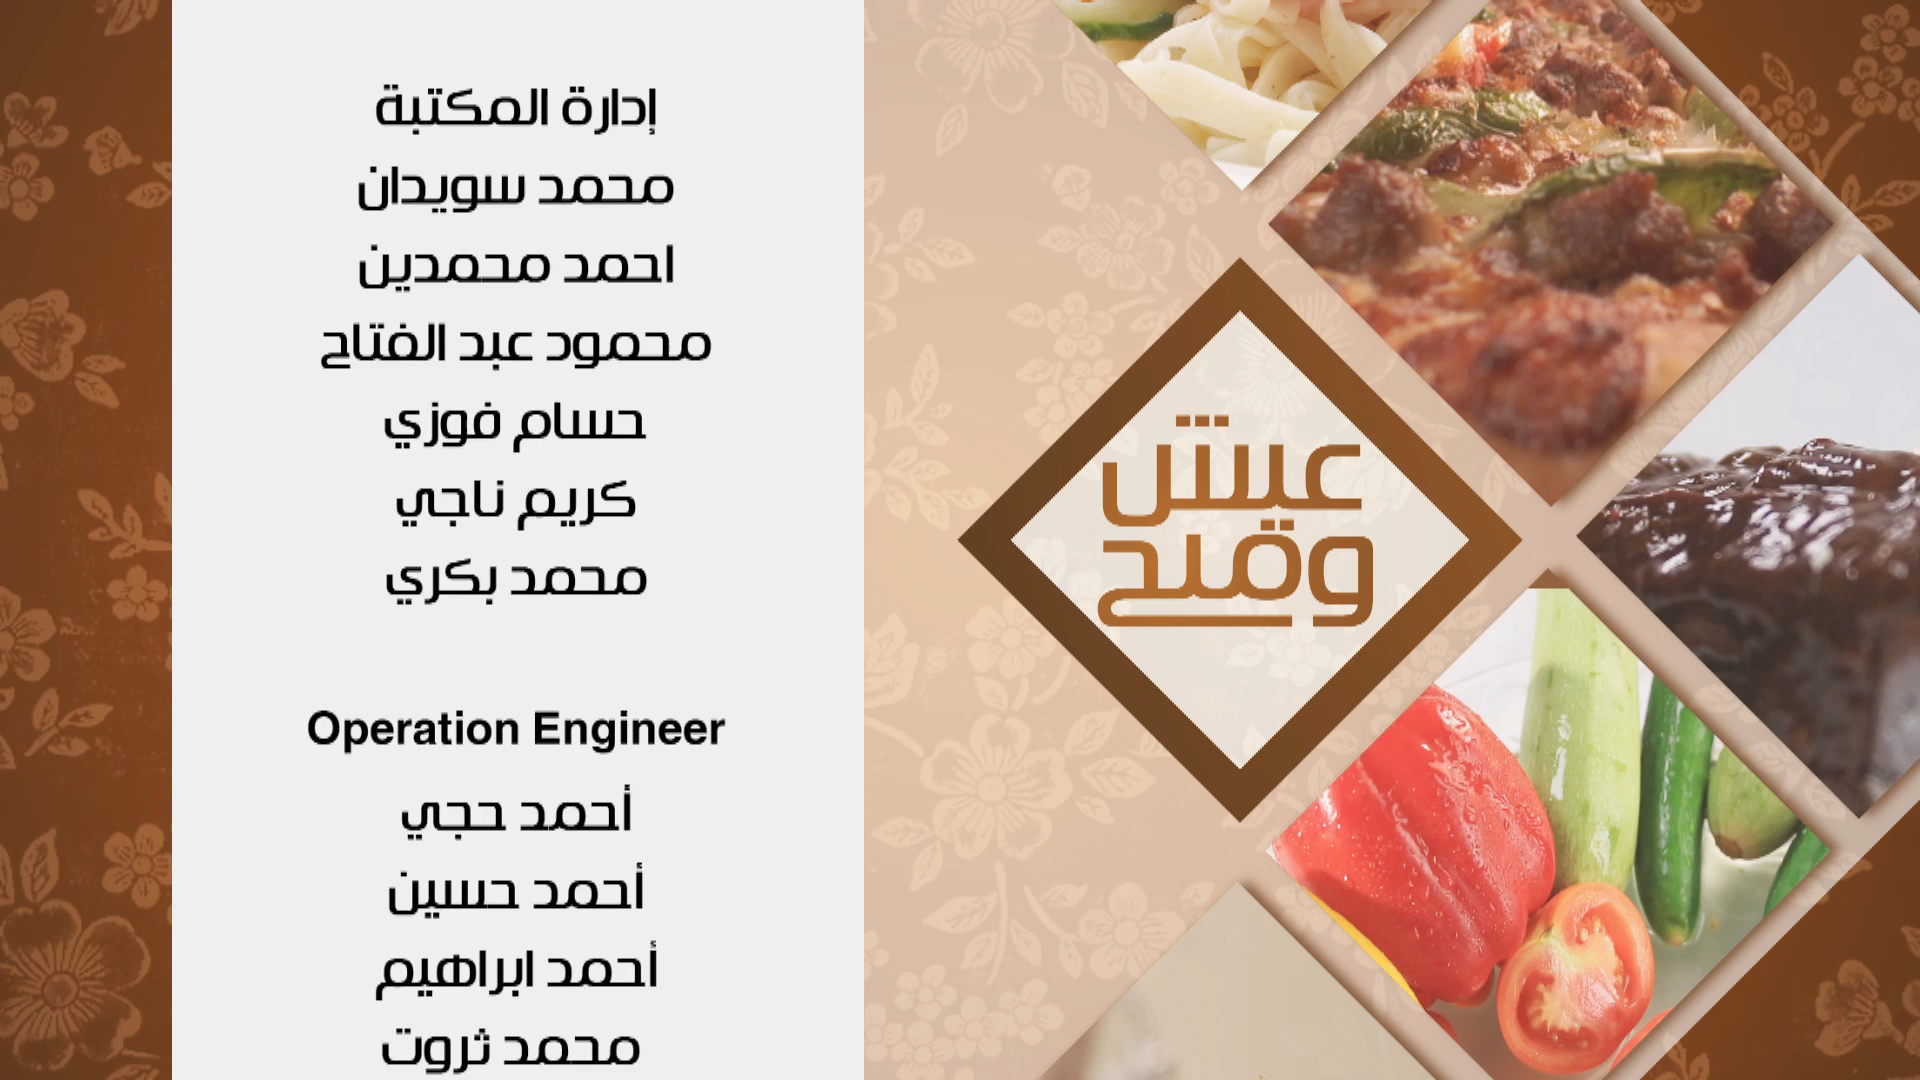 إدارة المكتبة
محمد سويدان
احمد محمدين
محمود عبد الفتاح
حسام فوزي
كريم ناجي
محمد بكري
Operation Engineer
أحمد حجي
أحمد حسين
أحمد ابراهيم
محمد ثروت
عيش
وقمح